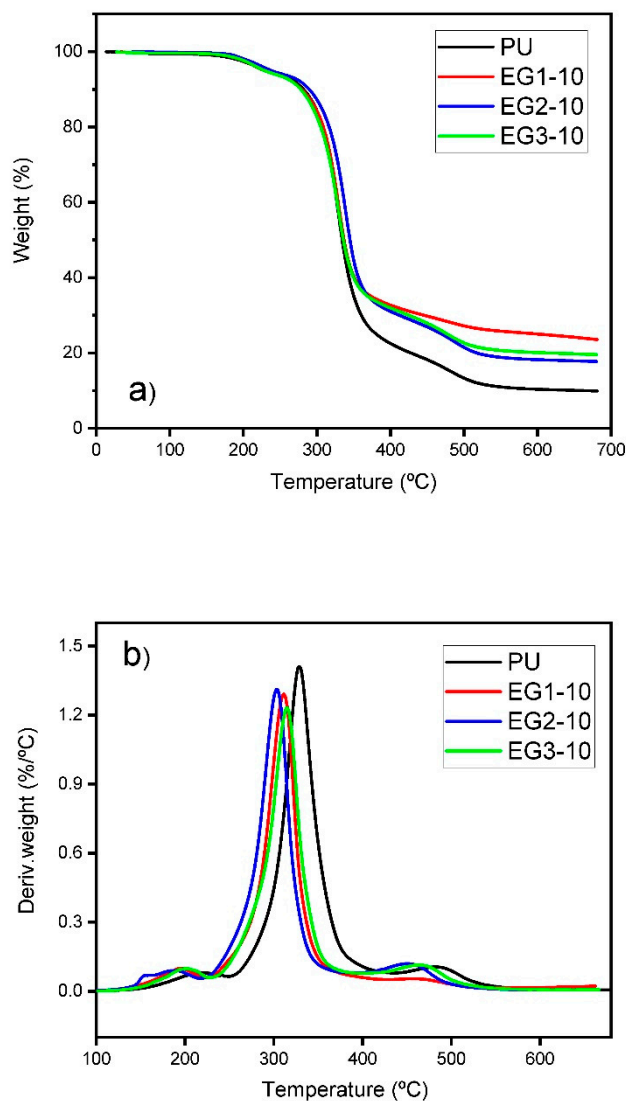 PU
EG1-10
EG2-10
EG3-10
100
80
60
40
20
0
Weight (%)
a)
0 100 200 300 400 500 600 700
Temperature (ºC)
b)
PU
EG1-10
EG2-10
EG3-10
1.5
1.2
0.9
0.6
0.3
0.0
Deriv.weight (%/ºC)
100 200 300 400 500 600
Temperature (ºC)